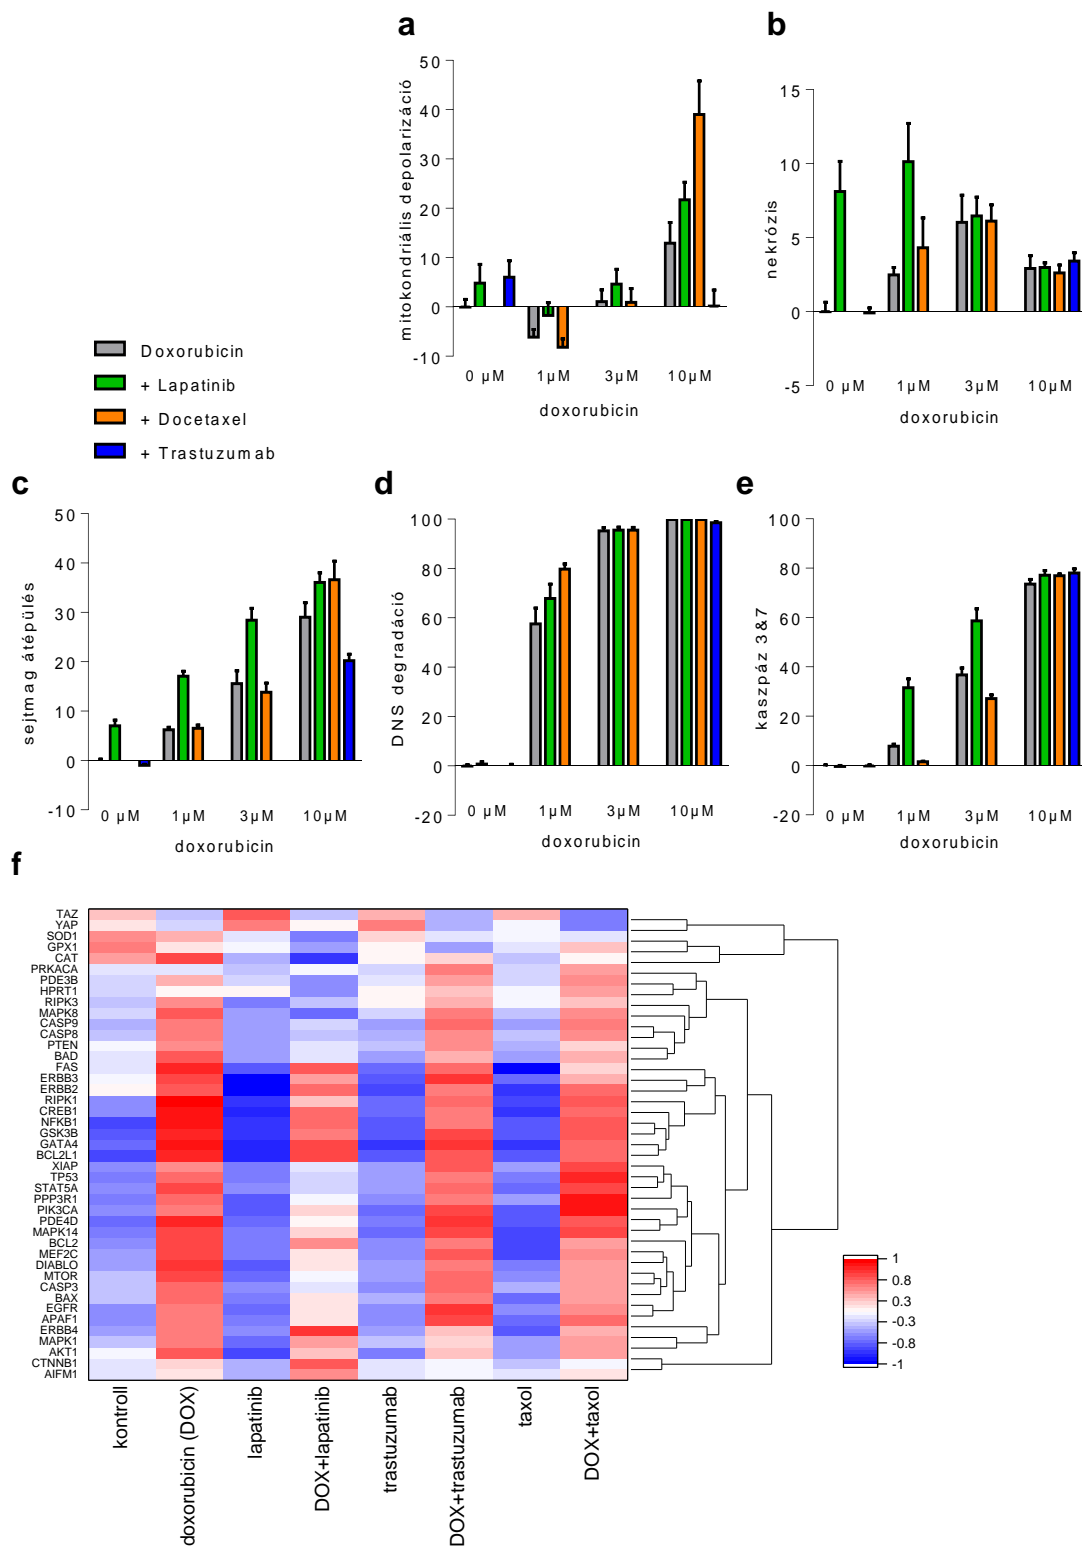 a
50
40
30
20
10
0
-10
mitokondriális depolarizáció
0 µM
1µM
3µM
10µM
doxorubicin
b
15
10
5
0
-5
nekrózis
0 µM
1µM
3µM
10µM
doxorubicin
Doxorubicin
+ Lapatinib
+ Docetaxel
+ Trastuzumab
c
50
40
30
20
10
0
-10
sejtmag átépülés
0 µM
1µM
3µM
10µM
doxorubicin
d
100
80
60
40
20
0
-20
DNS degradáció
0 µM
1µM
3µM
10µM
doxorubicin
e
100
80
60
40
20
0
-20
kaszpáz 3&7
0 µM
1µM
3µM
10µM
doxorubicin
f
TAZ
YAP
SOD1
GPX1
CAT
PRKACA
PDE3B
HPRT1
RIPK3
MAPK8
CASP9
CASP8
PTEN
BAD
FAS
ERBB3
ERBB2
RIPK1
CREB1
NFKB1
GSK3B
GATA4
BCL2L1
XIAP
TP53
STAT5A
PPP3R1
PIK3CA
PDE4D
MAPK14
BCL2
MEF2C
DIABLO
MTOR
CASP3
BAX
EGFR
APAF1
ERBB4
MAPK1
AKT1
CTNNB1
AIFM1
kontroll
doxorubicin (DOX)
lapatinib
DOX+lapatinib
trastuzumab
DOX+trastuzumab
taxol
DOX+taxol
1
0.8
0.3
-0.3
-0.8
-1